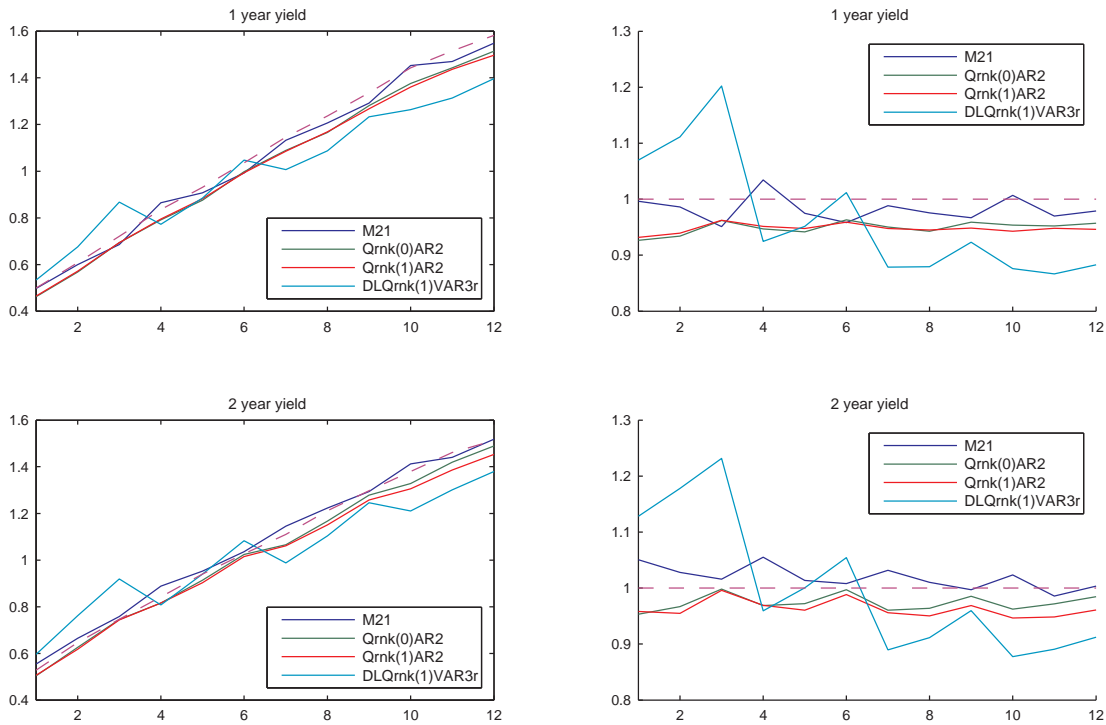 1 year yield
1.6
1.4
1.2
1
0.8
0.6
0.4
2 4 6 8 10 12
M21
Qrnk(0)AR2
Qrnk(1)AR2
DLQrnk(1)VAR3r
1 year yield
1.3
1.2
1.1
1
0.9
0.8
2 4 6 8 10 12
M21
Qrnk(0)AR2
Qrnk(1)AR2
DLQrnk(1)VAR3r
2 year yield
1.6
1.4
1.2
1
0.8
0.6
0.4
2 4 6 8 10 12
M21
Qrnk(0)AR2
Qrnk(1)AR2
DLQrnk(1)VAR3r
2 year yield
1.3
1.2
1.1
1
0.9
0.8
2 4 6 8 10 12
M21
Qrnk(0)AR2
Qrnk(1)AR2
DLQrnk(1)VAR3r